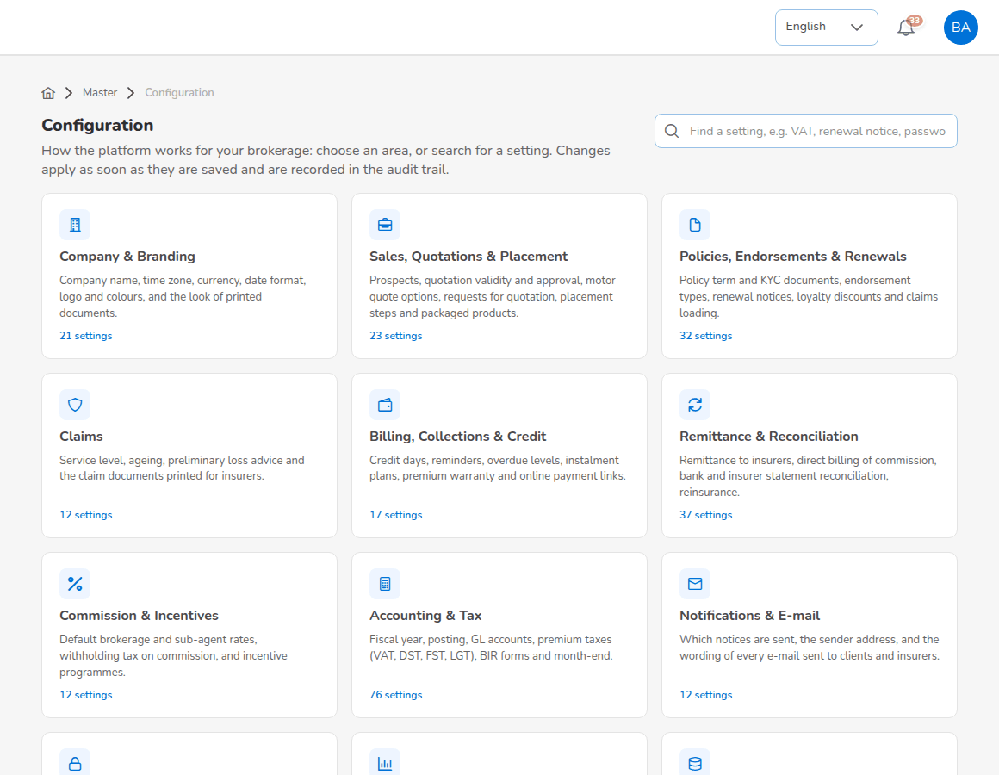 English
33
BA
Master
Configuration
Configuration
Find a setting, e.g. VAT, renewal notice, passwo
How the platform works for your brokerage: choose an area, or search for a setting. Changes
apply as soon as they are saved and are recorded in the audit trail.
Company & Branding
Company name, time zone, currency, date format,
logo and colours, and the look of printed
documents.
21 settings
Sales, Quotations & Placement
Prospects, quotation validity and approval, motor
quote options, requests for quotation, placement
steps and packaged products.
23 settings
Policies, Endorsements & Renewals
Policy term and KYC documents, endorsement
types, renewal notices, loyalty discounts and claims
loading.
32 settings
Claims
Service level, ageing, preliminary loss advice and
the claim documents printed for insurers.
12 settings
Billing, Collections & Credit
Credit days, reminders, overdue levels, instalment
plans, premium warranty and online payment links.
17 settings
Remittance & Reconciliation
Remittance to insurers, direct billing of commission,
bank and insurer statement reconciliation,
reinsurance.
37 settings
Commission & Incentives
Default brokerage and sub-agent rates,
withholding tax on commission, and incentive
programmes.
12 settings
Accounting & Tax
Fiscal year, posting, GL accounts, premium taxes
(VAT, DST, FST, LGT), BIR forms and month-end.
76 settings
Notifications & E-mail
Which notices are sent, the sender address, and the
wording of every e-mail sent to clients and insurers.
12 settings